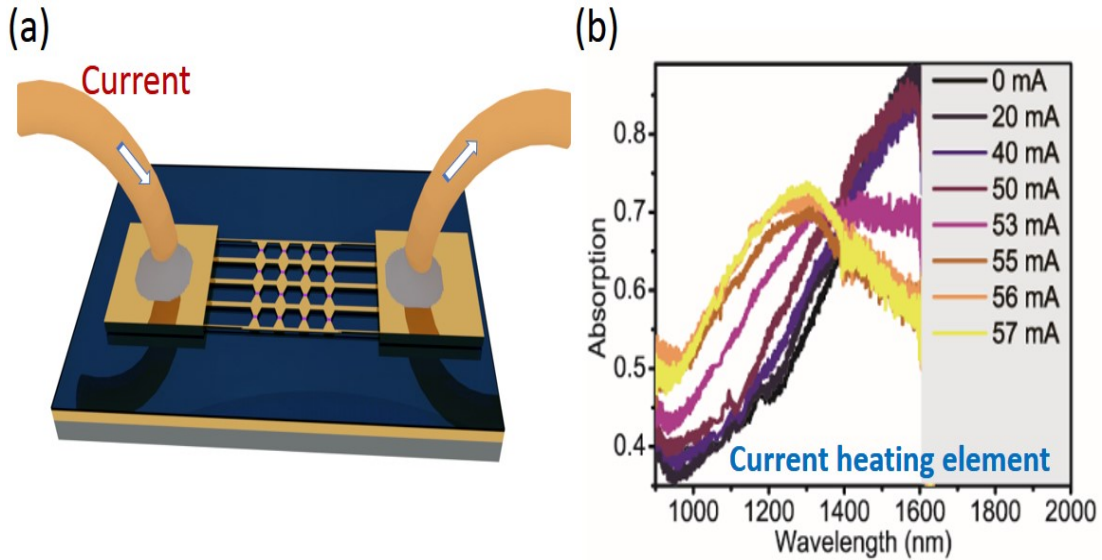 (a)
Current
(b)
Absorption
0.8
0.7
0.6
0.5
0.4
0 mA
20 mA
40 mA
50 mA
53 mA
55 mA
56 mA
57 mA
Current heating element
1000 1200 1400 1600 1800 2000
Wavelength (nm)